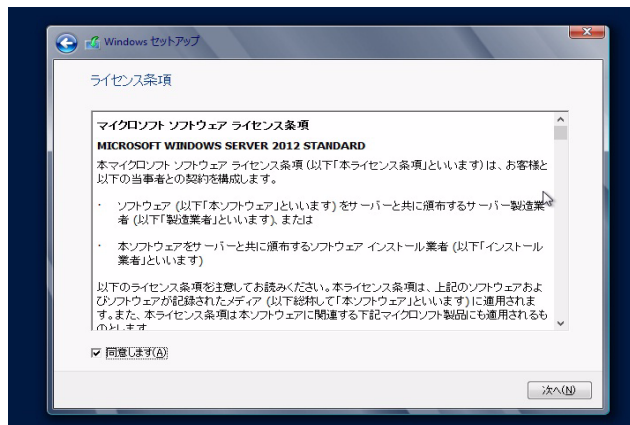 Windows セットアップ
ライセンス条項
マイクロソフト ソフトウェア ライセンス条項
MICROSOFT WINDOWS SERVER 2012 STANDARD
本マイクロソフト ソフトウェア ライセンス条項 (以下「本ライセンス条項」といいます) は、お客様と
以下の当事者との契約を構成します。
· ソフトウェア (以下「本ソフトウェア」といいます) をサーバーと共に頒布するサーバー製造業
者 (以下「製造業者」といいます)、または
· 本ソフトウェアをサーバーと共に頒布するソフトウェア インストール業者 (以下「インストール
業者」といいます)
以下のライセンス条項を注意してお読みください。本ライセンス条項は、上記のソフトウェアおよ
びソフトウェアが記録されたメディア (以下総称して「本ソフトウェア」といいます) に適用されま
す。また、本ライセンス条項は本ソフトウェアに関連する下記マイクロソフト製品にも適用されるも
のとします
同意します(A)
次へ(N)